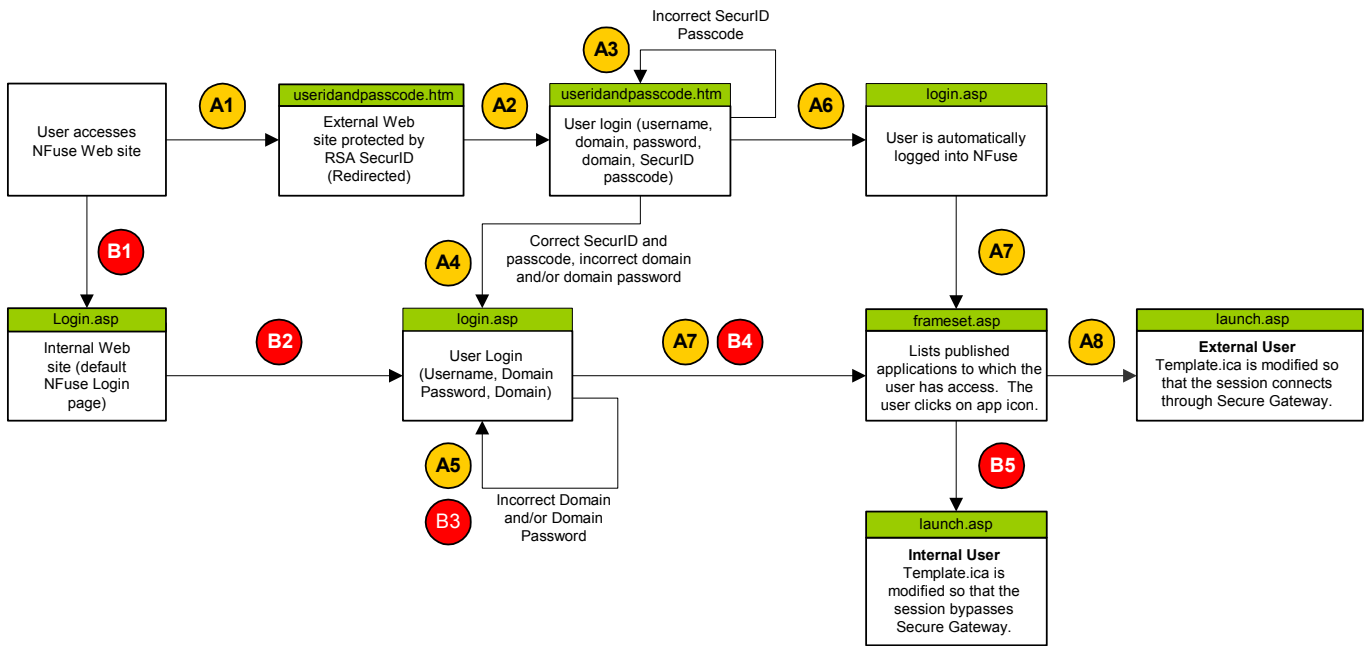 Incorrect SecurID
Passcode
A3
User accesses
NFuse Web site
A1
useridandpasscode.htm
External Web
site protected by
RSA SecurID
(Redirected)
A2
useridandpasscode.htm
User login (username,
domain, password,
domain, SecurID
passcode)
A6
login.asp
User is automatically
logged into NFuse
B1
A4
Correct SecurID and
passcode, incorrect domain
and/or domain password
A7
Login.asp
Internal Web
site (default
NFuse Login
page)
B2
login.asp
User Login
(Username, Domain
Password, Domain)
A7
B4
frameset.asp
Lists published
applications to which the
user has access. The
user clicks on app icon.
A8
launch.asp
External User
Template.ica is modified so
that the session connects
through Secure Gateway.
A5
B3
Incorrect Domain
and/or Domain
Password
B5
launch.asp
Internal User
Template.ica is
modified so that the
session bypasses
Secure Gateway.